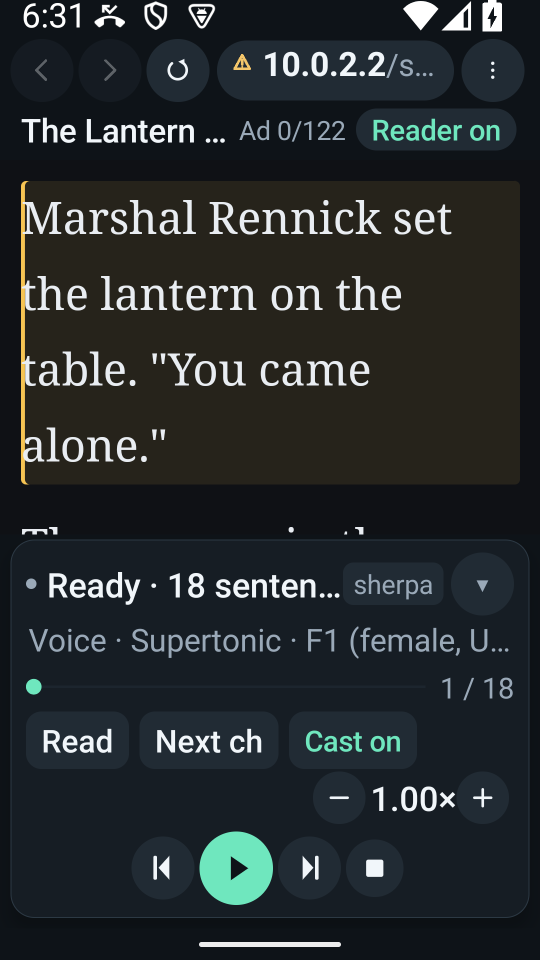 6:31
10.0.2.2/s…
The Lantern … Ad 0/122 Reader on
Marshal Rennick set
the lantern on the
table. "You came
alone."
Ready · 18 senten… sherpa ▾
Voice · Supertonic · F1 (female, U…
1 / 18
Read Next ch Cast on
− 1.00× +